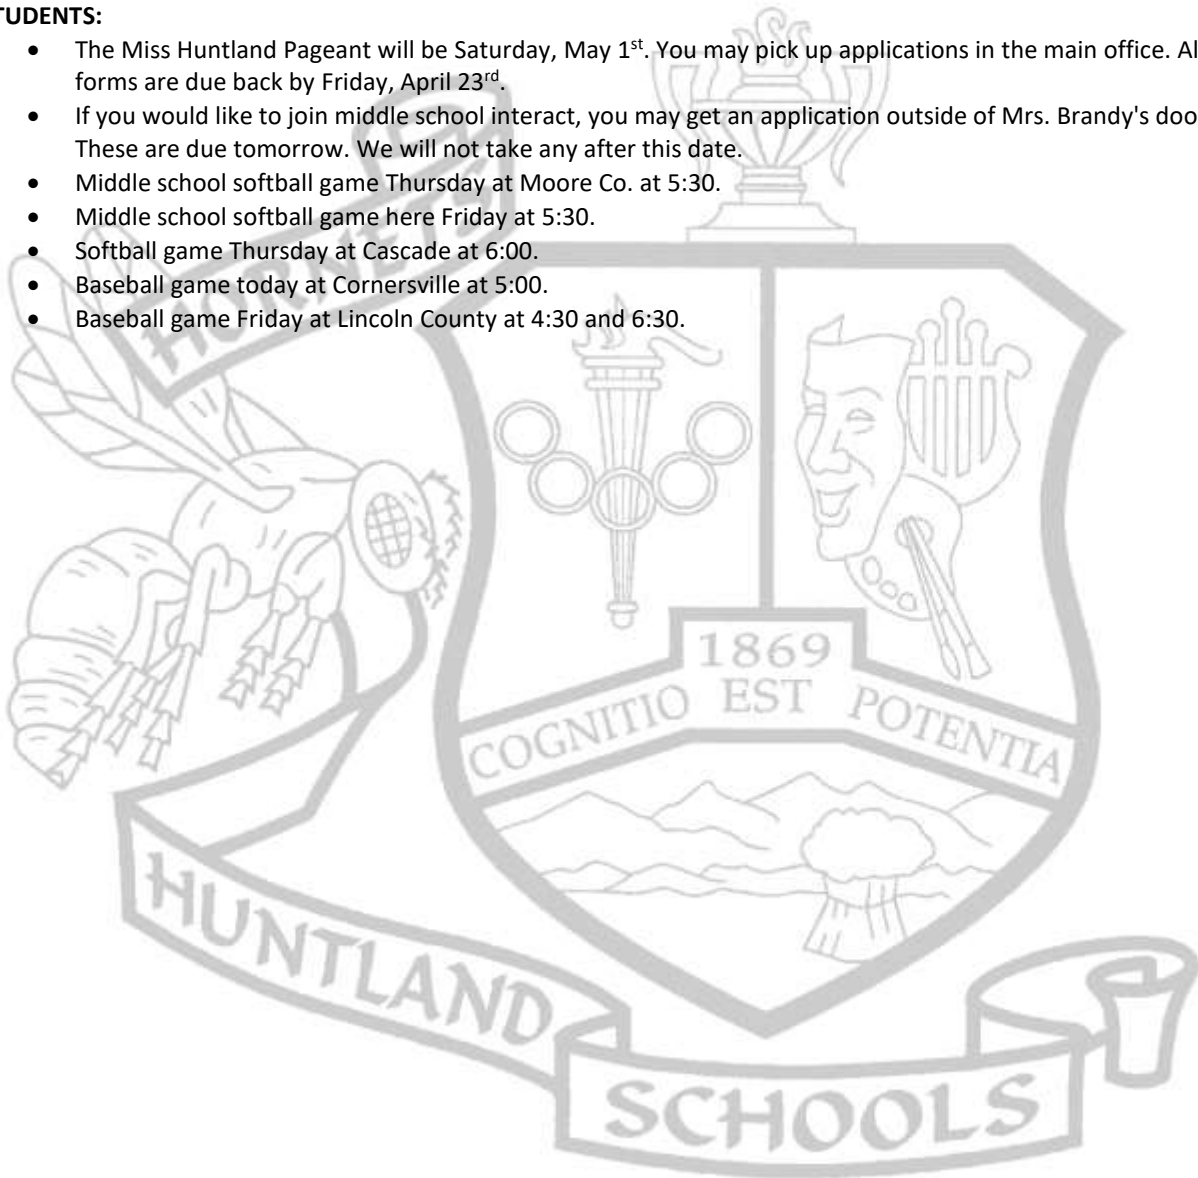 TUDENTS:
• The Miss Huntland Pageant will be Saturday, May 1st. You may pick up applications in the main office. Al
forms are due back by Friday, April 23rd.
• If you would like to join middle school interact, you may get an application outside of Mrs. Brandy's doo
These are due tomorrow. We will not take any after this date.
• Middle school softball game Thursday at Moore Co. at 5:30.
• Middle school softball game here Friday at 5:30.
• Softball game Thursday at Cascade at 6:00.
• Baseball game today at Cornersville at 5:00.
• Baseball game Friday at Lincoln County at 4:30 and 6:30.
HORNETS
1869
COGNITIO EST POTENTIA
HUNTLAND
SCHOOLS